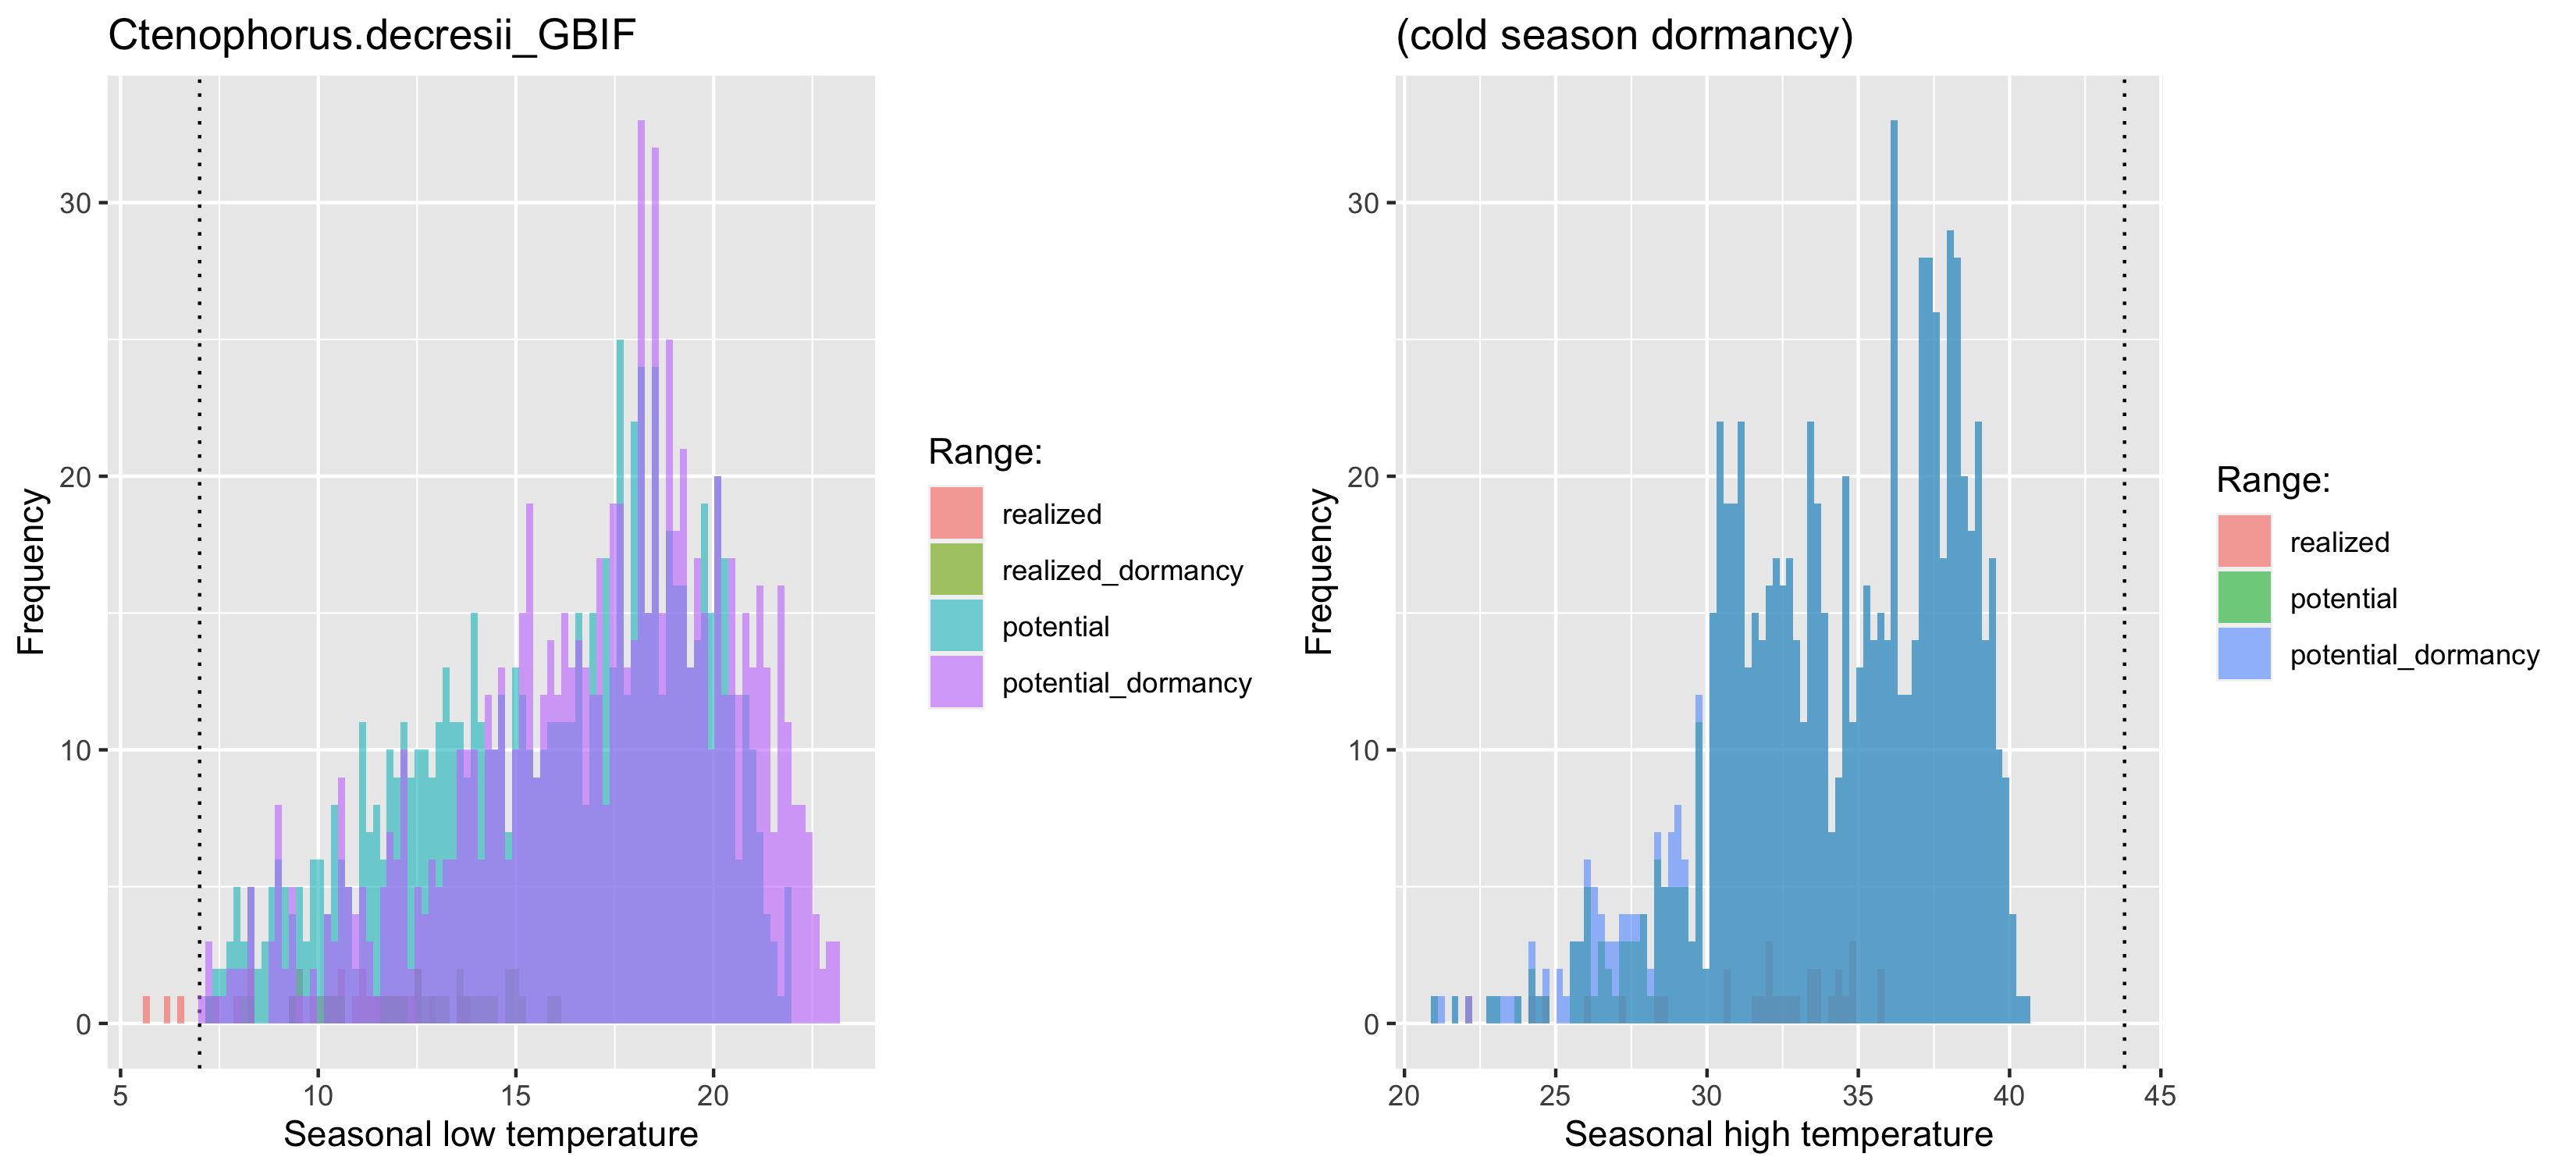 Ctenophorus.decresii_GBIF
Frequency
30
20
10
0
5
10
15
20
Seasonal low temperature
Range:
realized
realized_dormancy
potential
potential_dormancy
(cold season dormancy)
Frequency
30
20
10
0
20
25
30
35
40
45
Seasonal high temperature
Range:
realized
potential
potential_dormancy